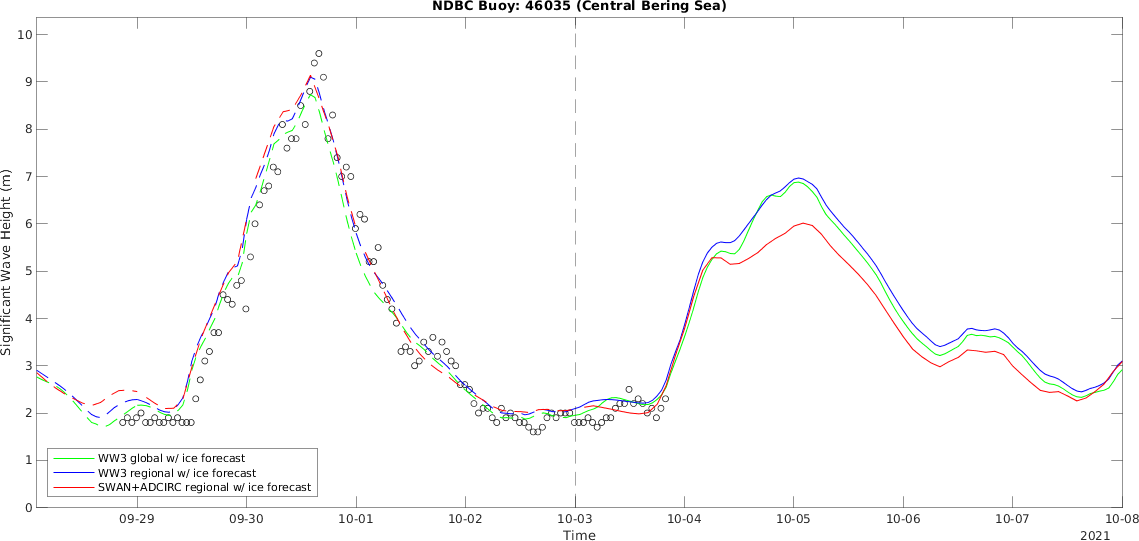 NDBC Buoy: 46035 (Central Bering Sea)
Significant Wave Height (m)
10
9
8
7
6
5
4
3
2
1
0
WW3 global w/ ice forecast
WW3 regional w/ ice forecast
SWAN+ADCIRC regional w/ ice forecast
09-29 09-30 10-01 10-02 10-03 10-04 10-05 10-06 10-07 10-08
Time
2021